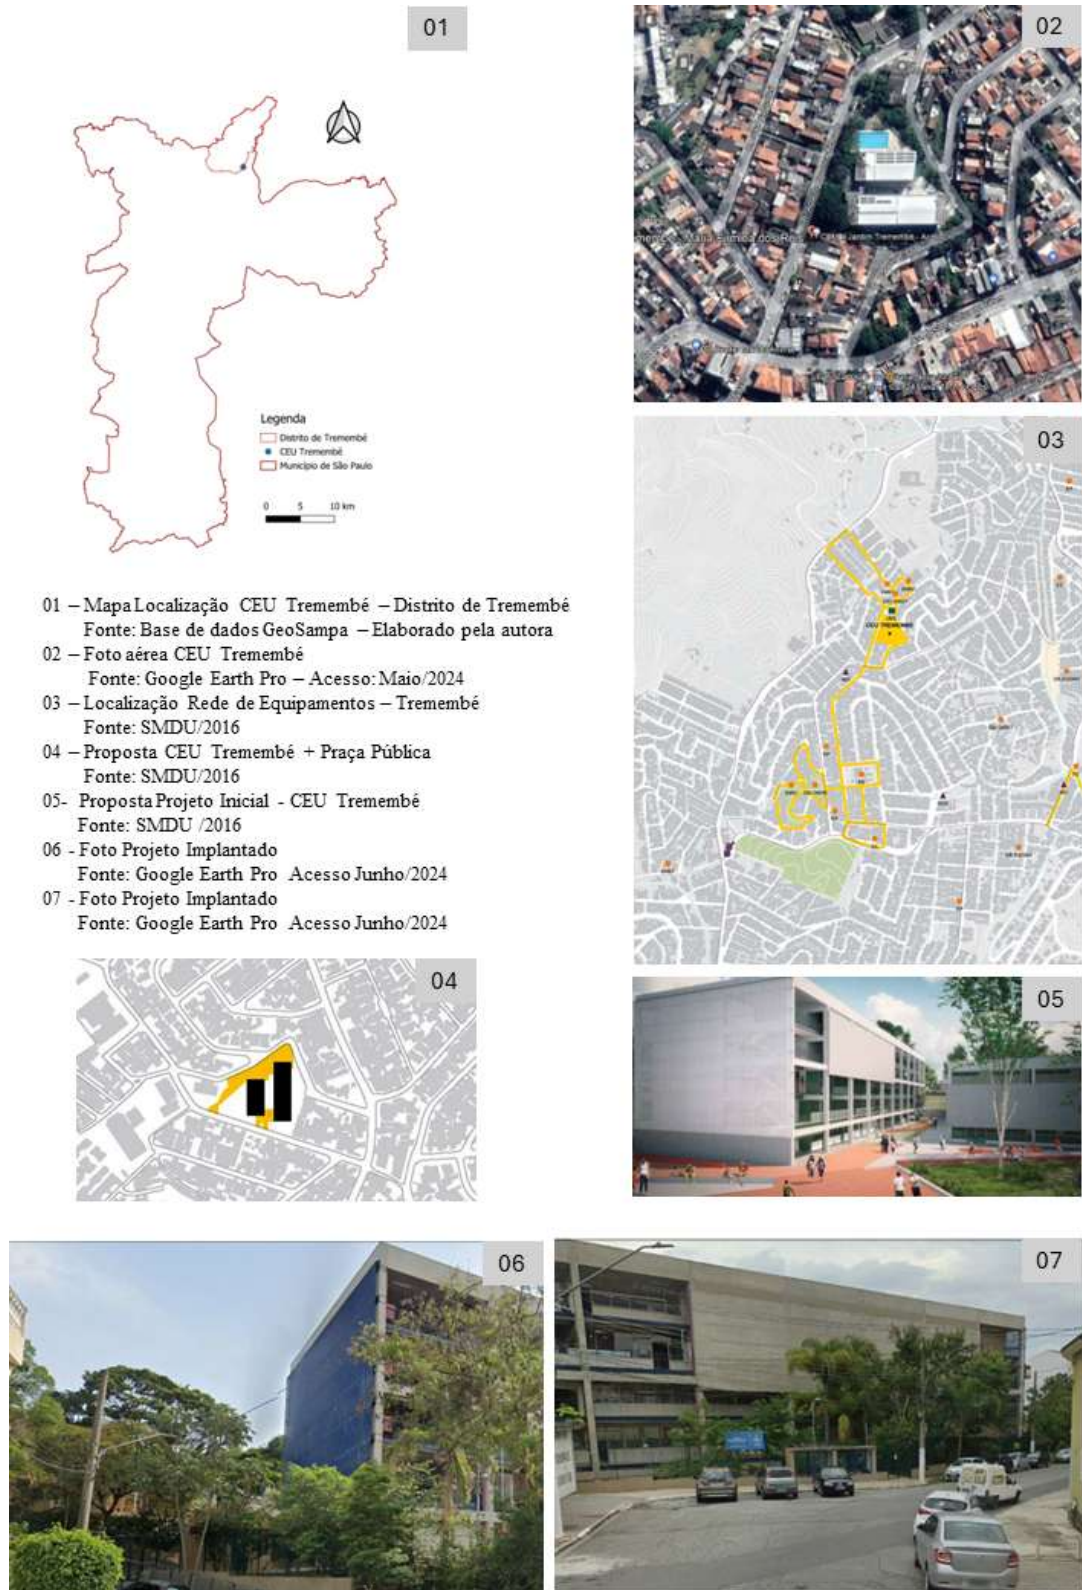 01
Legenda
Distrito de Tremembé
CEU Tremembé
Município de São Paulo
0 5 10 km
02
03
CEU TREMEMBÉ
01 – Mapa Localização CEU Tremembé – Distrito de Tremembé
Fonte: Base de dados GeoSampa – Elaborado pela autora
02 – Foto aérea CEU Tremembé
Fonte: Google Earth Pro – Acesso: Maio/2024
03 – Localização Rede de Equipamentos – Tremembé
Fonte: SMDU/2016
04 – Proposta CEU Tremembé + Praça Pública
Fonte: SMDU/2016
05- Proposta Projeto Inicial - CEU Tremembé
Fonte: SMDU /2016
06 - Foto Projeto Implantado
Fonte: Google Earth Pro Acesso Junho/2024
07 - Foto Projeto Implantado
Fonte: Google Earth Pro Acesso Junho/2024
04
05
06
07